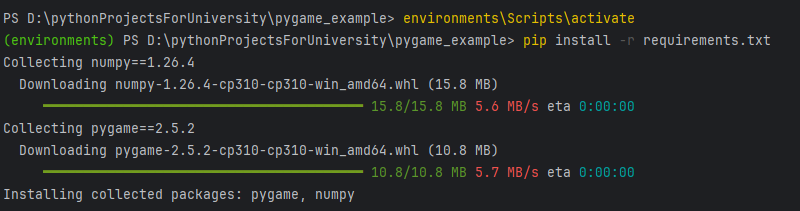 PS D:\pythonProjectsForUniversity\pygame_example> environments\Scripts\activate
(environments) PS D:\pythonProjectsForUniversity\pygame_example> pip install -r requirements.txt
Collecting numpy==1.26.4
  Downloading numpy-1.26.4-cp310-cp310-win_amd64.whl (15.8 MB)
15.8/15.8 MB 5.6 MB/s eta 0:00:00
Collecting pygame==2.5.2
  Downloading pygame-2.5.2-cp310-cp310-win_amd64.whl (10.8 MB)
10.8/10.8 MB 5.7 MB/s eta 0:00:00
Installing collected packages: pygame, numpy